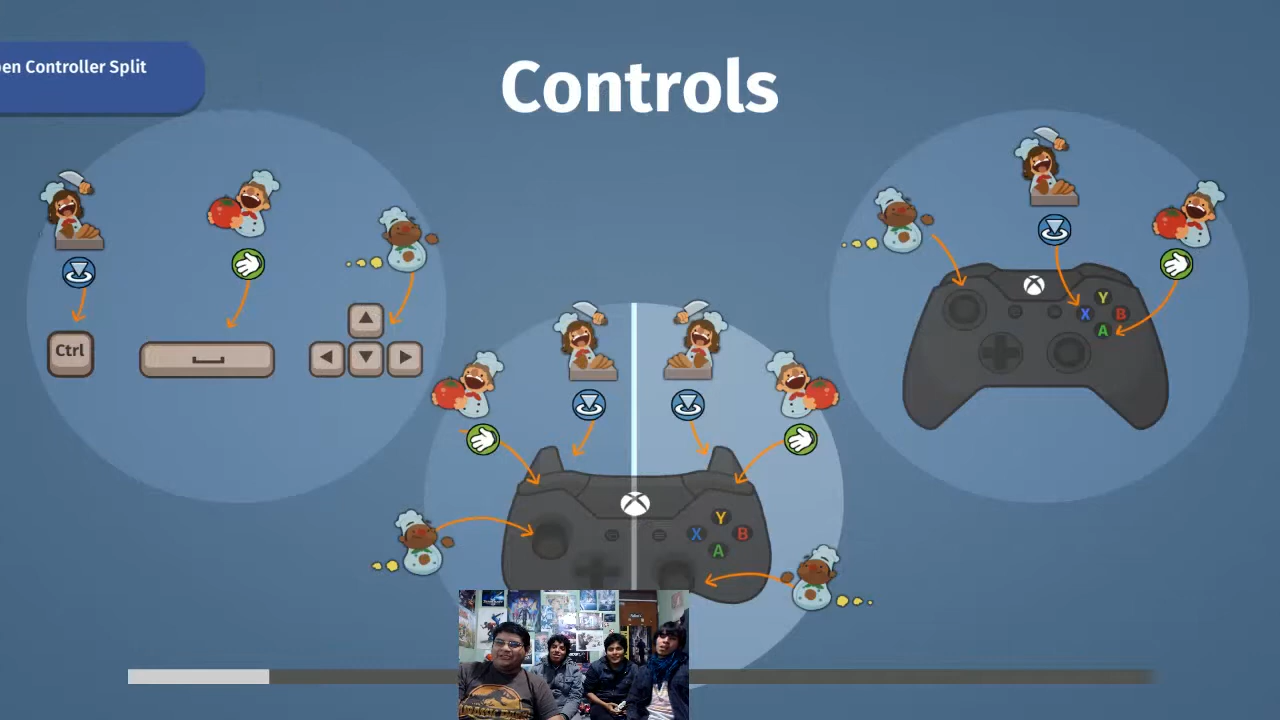 en Controller Split
Controls
Ctrl
Y
X
B
A
Y
X
B
A